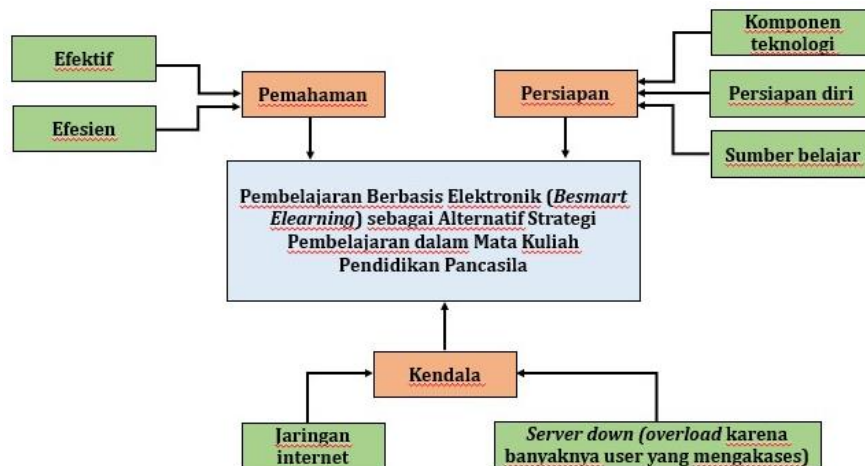 Efektif
Efesien
Pemahaman
Persiapan
Komponen
teknologi
Persiapan diri
Sumber belajar
Pembelajaran Berbasis Elektronik (Besmart
Elearning) sebagai Alternatif Strategi
Pembelajaran dalam Mata Kuliah
Pendidikan Pancasila
Kendala
Jaringan
internet
Server down (overload karena
banyaknya user yang mengakases)